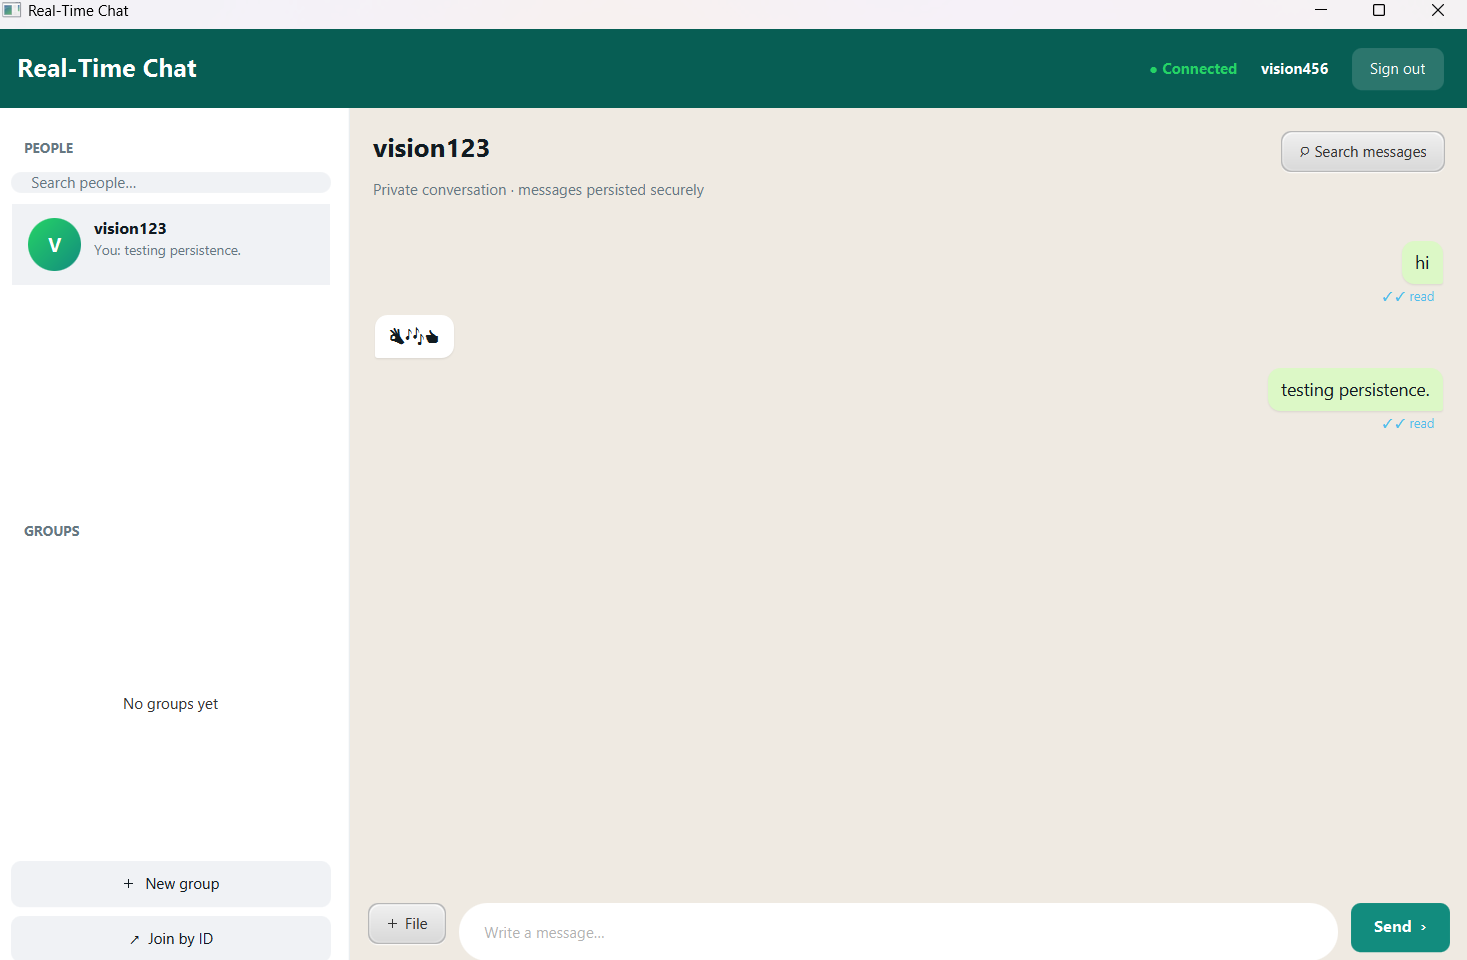 Real-Time Chat
Real-Time Chat
● Connected
vision456
Sign out
PEOPLE
Search people...
V
vision123
You: testing persistence.
GROUPS
No groups yet
+ New group
↗ Join by ID
vision123
Private conversation · messages persisted securely
Search messages
hi
✓✓ read
👌🎶👍
testing persistence.
✓✓ read
+ File
Write a message...
Send ›